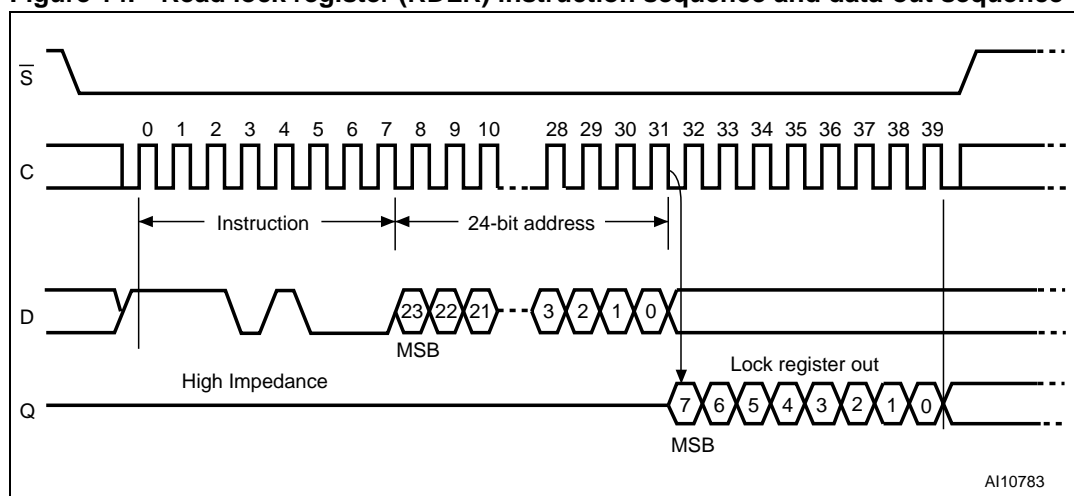 Figure 14. Read lock register (RDLR) instruction sequence and data-out sequence
S
0 1 2 3 4 5 6 7 8 9 10 28 29 30 31 32 33 34 35 36 37 38 39
C
Instruction 24-bit address
D
23 22 21 3 2 1 0
MSB
High Impedance
Lock register out
Q
7 6 5 4 3 2 1 0
MSB
AI10783